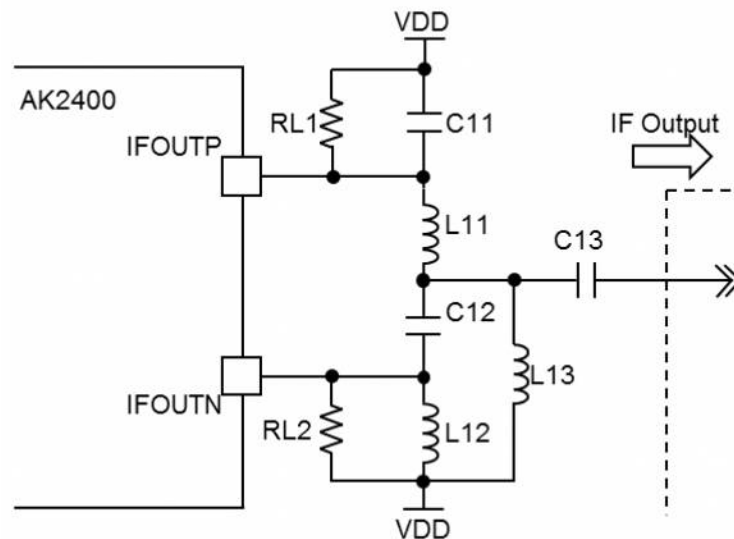 VDD
AK2400
RL1
C11
IF Output
IFOUTP
L11
C13
C12
L13
IFOUTN
RL2
L12
VDD